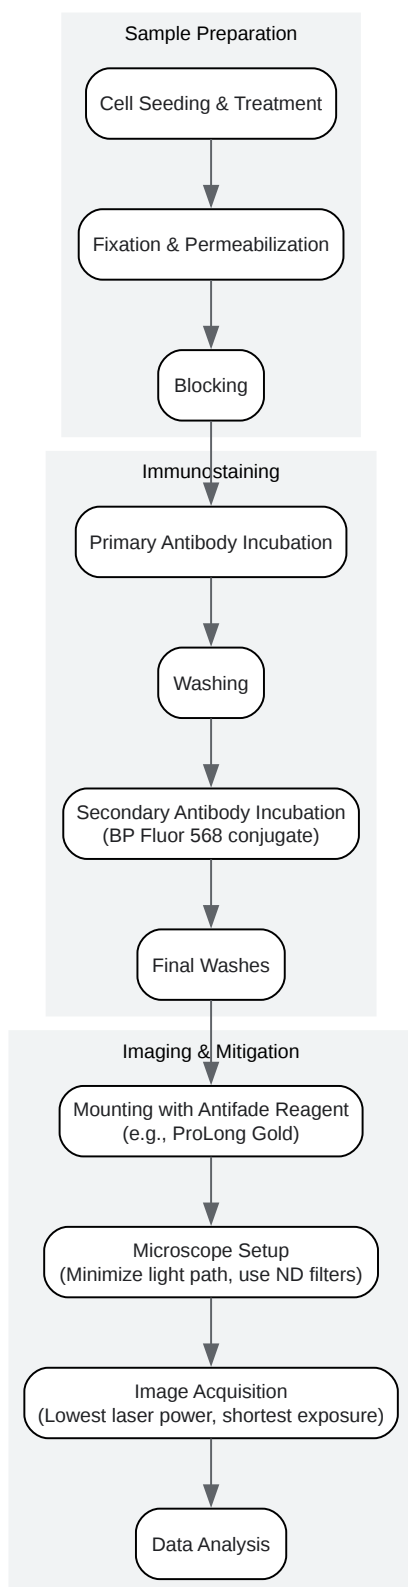 Sample Preparation
Cell Seeding & Treatment
Fixation & Permeabilization
Blocking
Immunostaining
Primary Antibody Incubation
Washing
Secondary Antibody Incubation
(BP Fluor 568 conjugate)
Final Washes
Imaging & Mitigation
Mounting with Antifade Reagent
(e.g., ProLong Gold)
Microscope Setup
(Minimize light path, use ND filters)
Image Acquisition
(Lowest laser power, shortest exposure)
Data Analysis